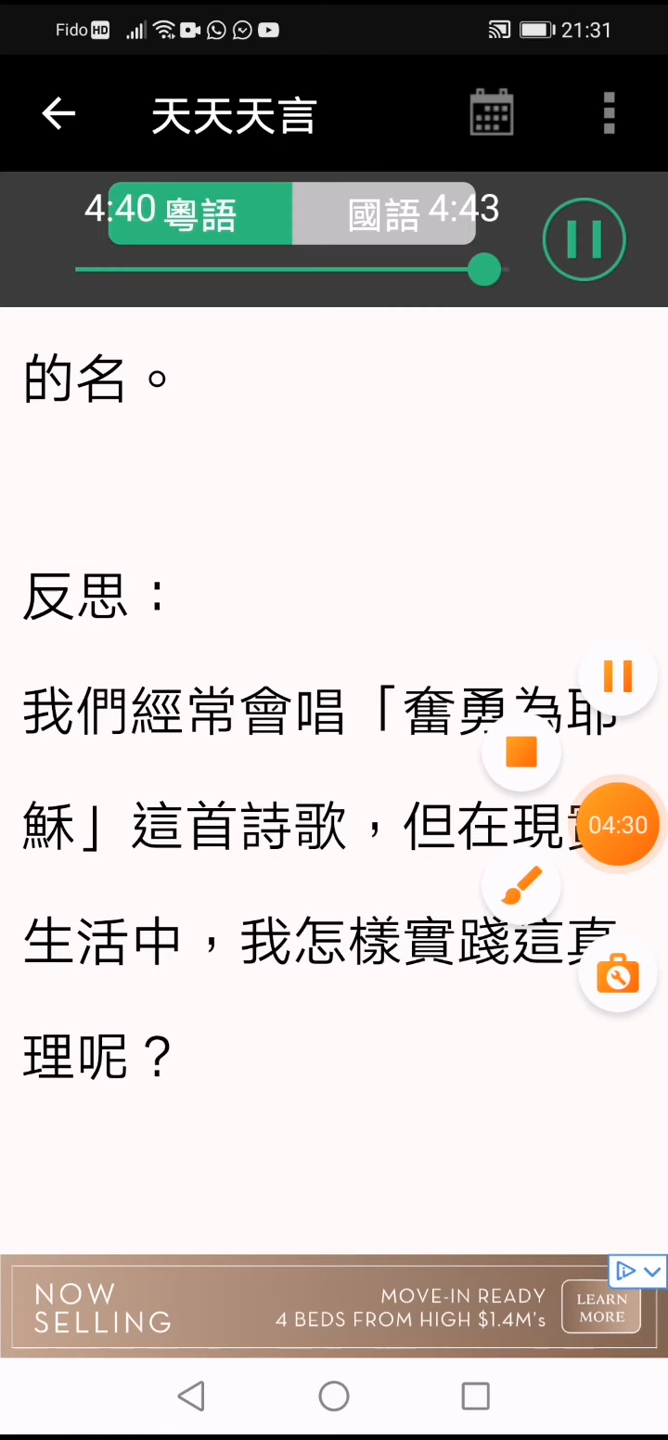 Fido HD 21:31
天天天言
4:40 粵語 國語 4:43
的名。
反思：
我們經常會唱「奮勇為耶
穌」這首詩歌，但在現實
04:30
生活中，我怎樣實踐這真
理呢？
NOW
SELLING
MOVE-IN READY
4 BEDS FROM HIGH $1.4M's
LEARN
MORE